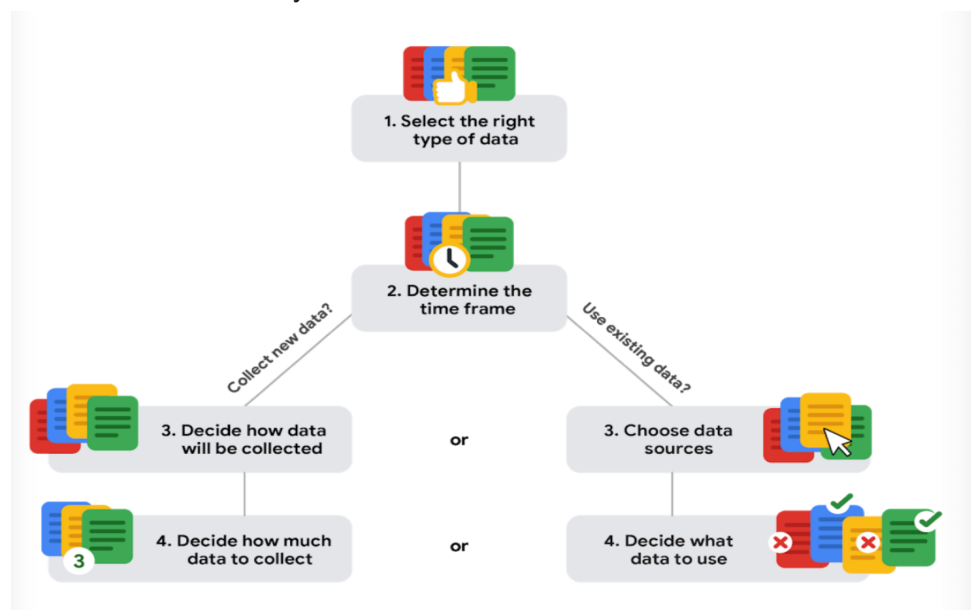 1. Select the right
type of data
2. Determine the
time frame
Collect new data?
Use existing data?
3. Decide how data
will be collected
or
3. Choose data
sources
4. Decide how much
data to collect
3
or
4. Decide what
data to use